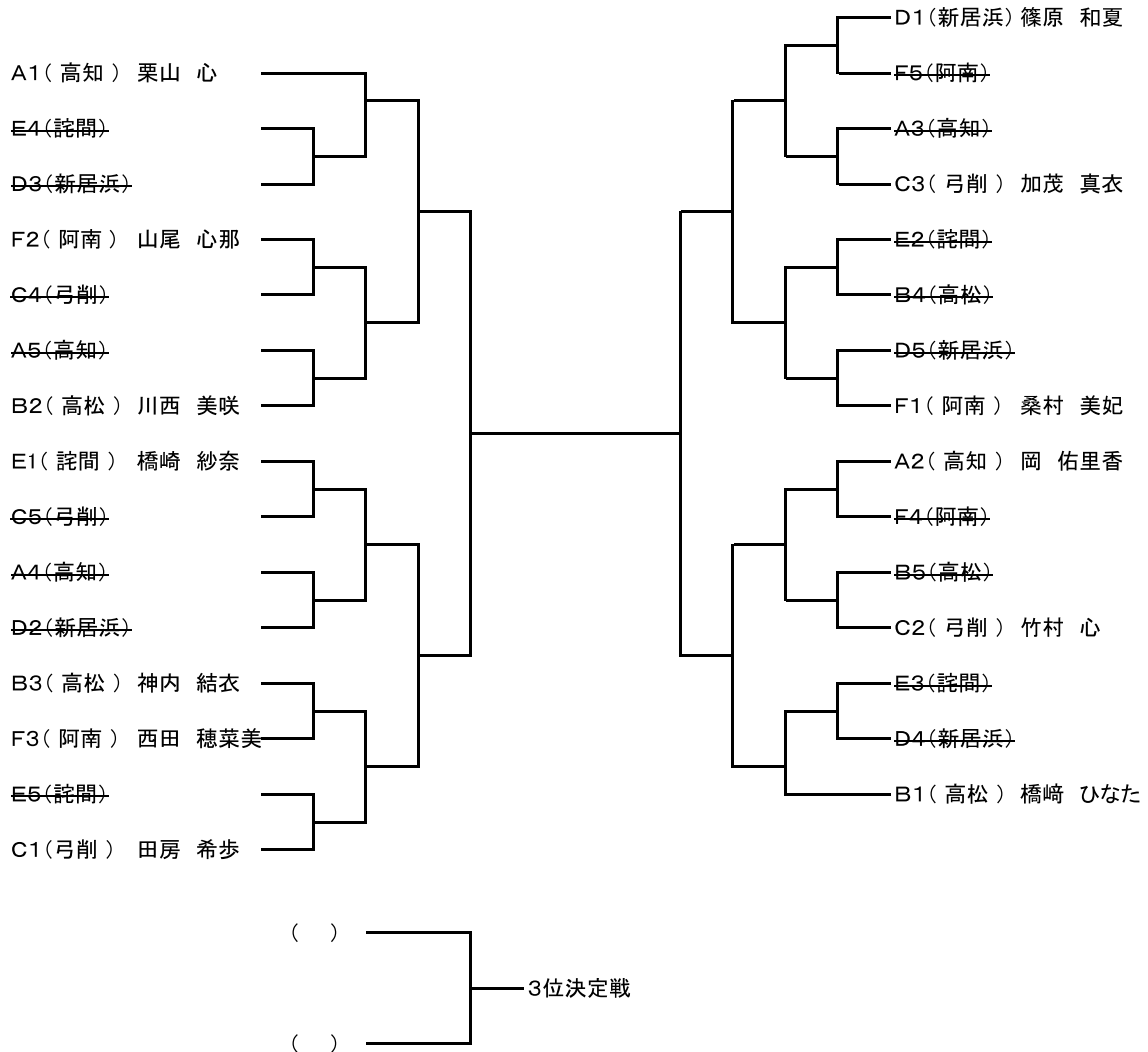 A1(高知) 栗山 心
E4(詫間)
D3(新居浜)
F2(阿南) 山尾 心那
C4(弓削)
A5(高知)
B2(高松) 川西 美咲
E1(詫間) 橋崎 紗奈
C5(弓削)
A4(高知)
D2(新居浜)
B3(高松) 神内 結衣
F3(阿南) 西田 穂菜美
E5(詫間)
C1(弓削) 田房 希歩
D1(新居浜) 篠原 和夏
F5(阿南)
A3(高知)
C3(弓削) 加茂 真衣
E2(詫間)
B4(高松)
D5(新居浜)
F1(阿南) 桑村 美妃
A2(高知) 岡 佑里香
F4(阿南)
B5(高松)
C2(弓削) 竹村 心
E3(詫間)
D4(新居浜)
B1(高松) 橋﨑 ひなた
( )
3位決定戦
( )